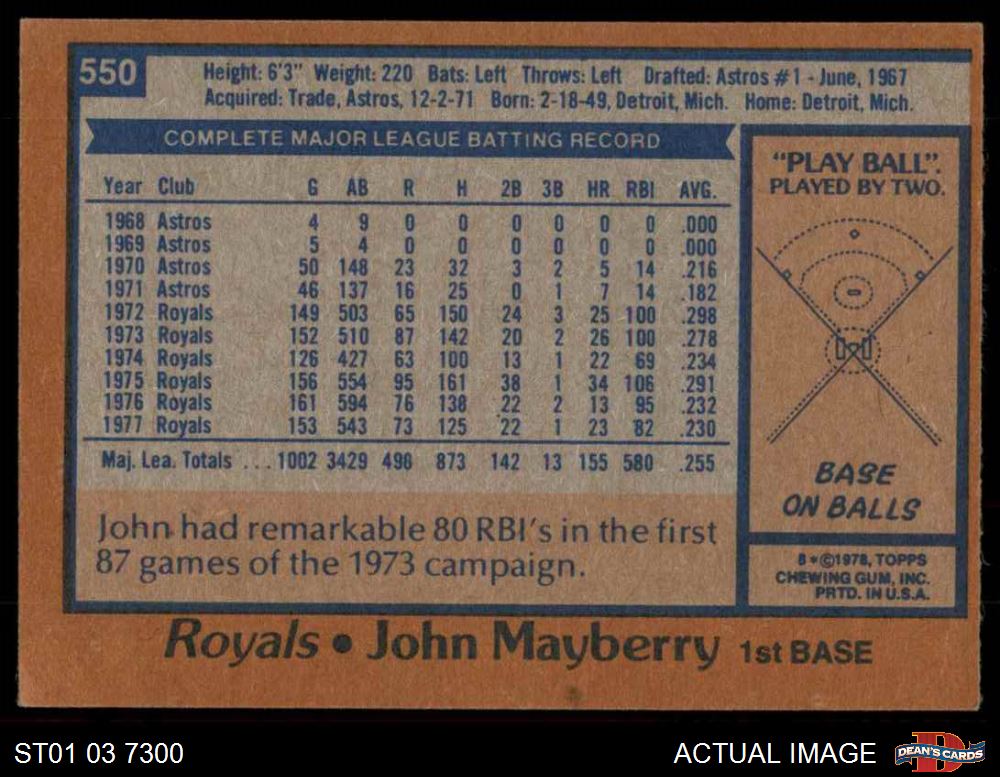 550
Height: 6'3" Weight: 220 Bats: Left Throws: Left Drafted: Astros #1 - June, 1967
Acquired: Trade, Astros, 12-2-71 Born: 2-18-49, Detroit, Mich. Home: Detroit, Mich.
COMPLETE MAJOR LEAGUE BATTING RECORD
Year Club G AB R H 2B 3B HR RBI AVG.
1968 Astros 4 9 0 0 0 0 0 0 .000
1969 Astros 5 4 0 0 0 0 0 0 .000
1970 Astros 50 148 23 32 3 2 5 14 .216
1971 Astros 46 137 16 25 0 1 7 14 .182
1972 Royals 149 503 65 150 24 3 25 100 .298
1973 Royals 152 510 87 142 20 2 26 100 .278
1974 Royals 126 427 63 100 13 1 22 69 .234
1975 Royals 156 554 95 161 38 1 34 106 .291
1976 Royals 161 594 76 138 22 2 13 95 .232
1977 Royals 153 543 73 125 22 1 23 82 .230
Maj. Lea. Totals ... 1002 3429 498 873 142 13 155 580 .255
John had remarkable 80 RBI's in the first
87 games of the 1973 campaign.
"PLAY BALL".
PLAYED BY TWO.
BASE
ON BALLS
8*©1978, TOPPS
CHEWING GUM, INC.
PRTD. IN U.S.A.
Royals • John Mayberry 1st BASE
ST01 03 7300
ACTUAL IMAGE
D
DEAN'S CARDS